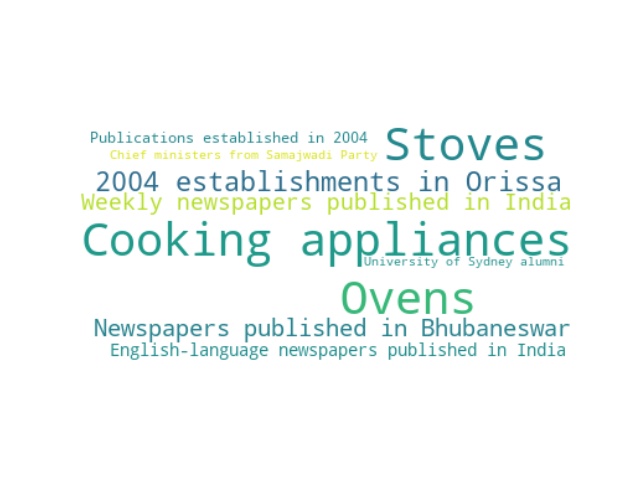 Publications established in 2004
Stoves
Chief ministers from Samajwadi Party
2004 establishments in Orissa
Weekly newspapers published in India
Cooking appliances
University of Sydney alumni
Ovens
Newspapers published in Bhubaneswar
English-language newspapers published in India